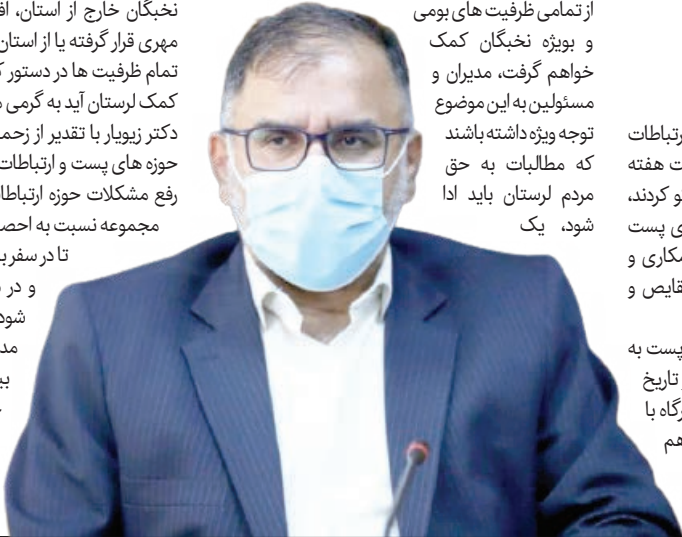 رتباطات
ت هفته
و کردند،
ی پست
مکاری و
قایص و
پست به
تاریخ
رگاه با
هم
از تمامی ظرفیت های بومی
و بویژه نخبگان کمک
خواهم گرفت، مدیران و
مسئولین به این موضوع
توجه ویژه داشته باشند
که مطالبات به حق
مردم لرستان باید ادا
شود، یک
نخبگان خارج از استان، اف
مهری قرار گرفته یا از استان
تمام ظرفیت ها در دستور ک
کمک لرستان آید به گرمی م
دکتر زیویار با تقدیر از زحم
حوزه های پست و ارتباطات
رفع مشکلات حوزه ارتباطا
مجموعه نسبت به احصـ
تا در سفر ب
و در
شود
مد
بی